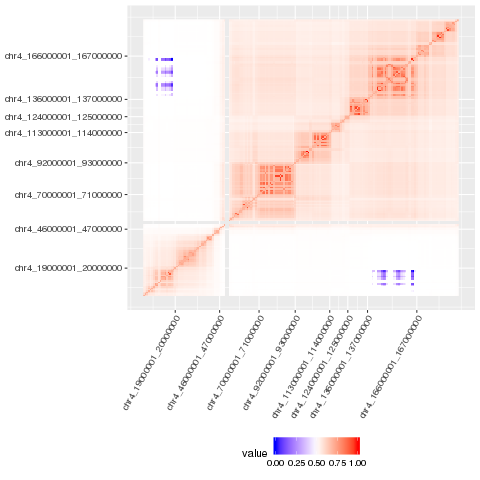 chr4_166000001_167000000
chr4_136000001_137000000
chr4_124000001_125000000
chr4_113000001_114000000
chr4_92000001_93000000
chr4_70000001_71000000
chr4_46000001_47000000
chr4_19000001_20000000
chr4_19000001_20000000
chr4_46000001_47000000
chr4_70000001_71000000
chr4_92000001_93000000
chr4_113000001_114000000
chr4_124000001_125000000
chr4_136000001_137000000
chr4_166000001_167000000
value
0.00 0.25 0.50 0.75 1.00